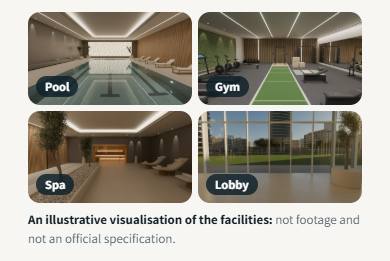 Pool
Gym
Spa
Lobby
An illustrative visualisation of the facilities: not footage and
not an official specification.